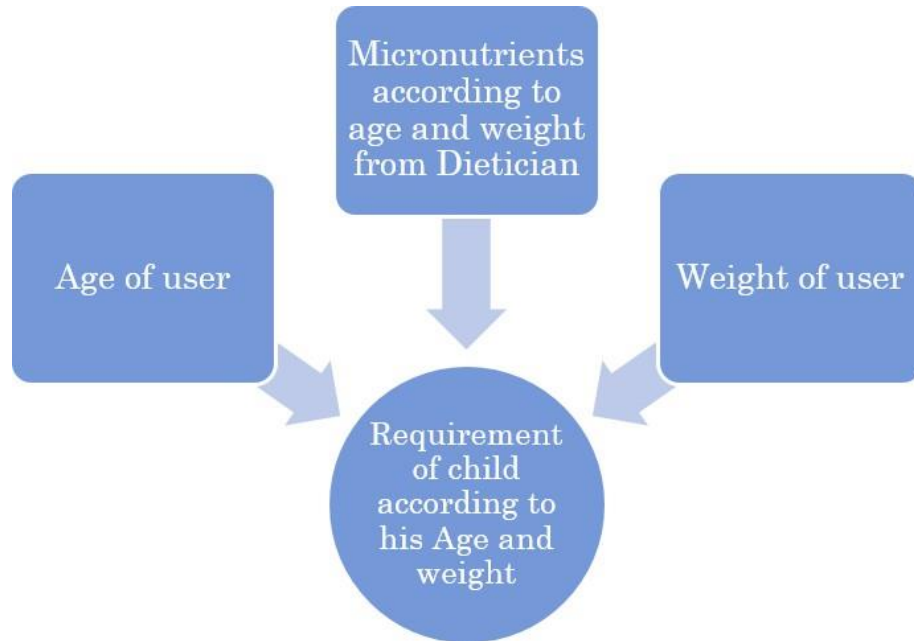 Micronutrients
according to
age and weight
from Dietician
Age of user
Weight of user
Requirement
of child
according to
his Age and
weight